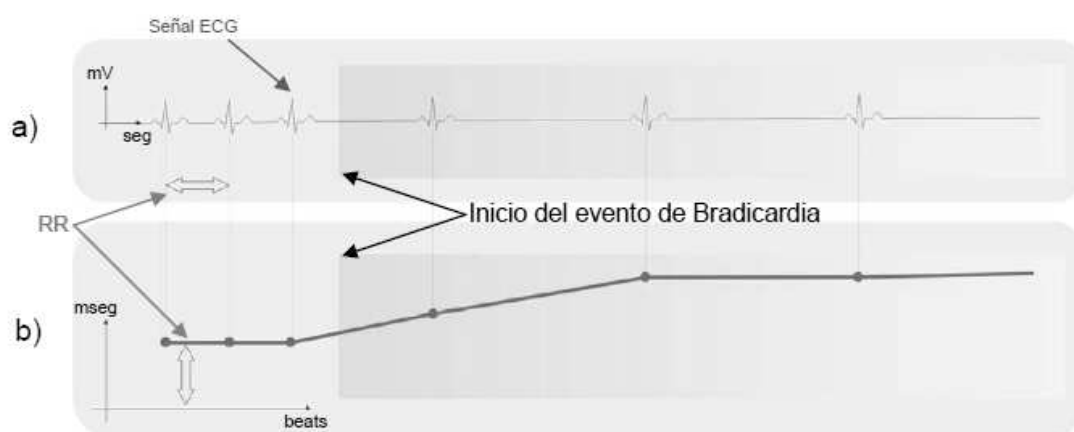 Señal ECG
mV
a)
seg
RR
Inicio del evento de Bradicardia
mseg
b)
beats